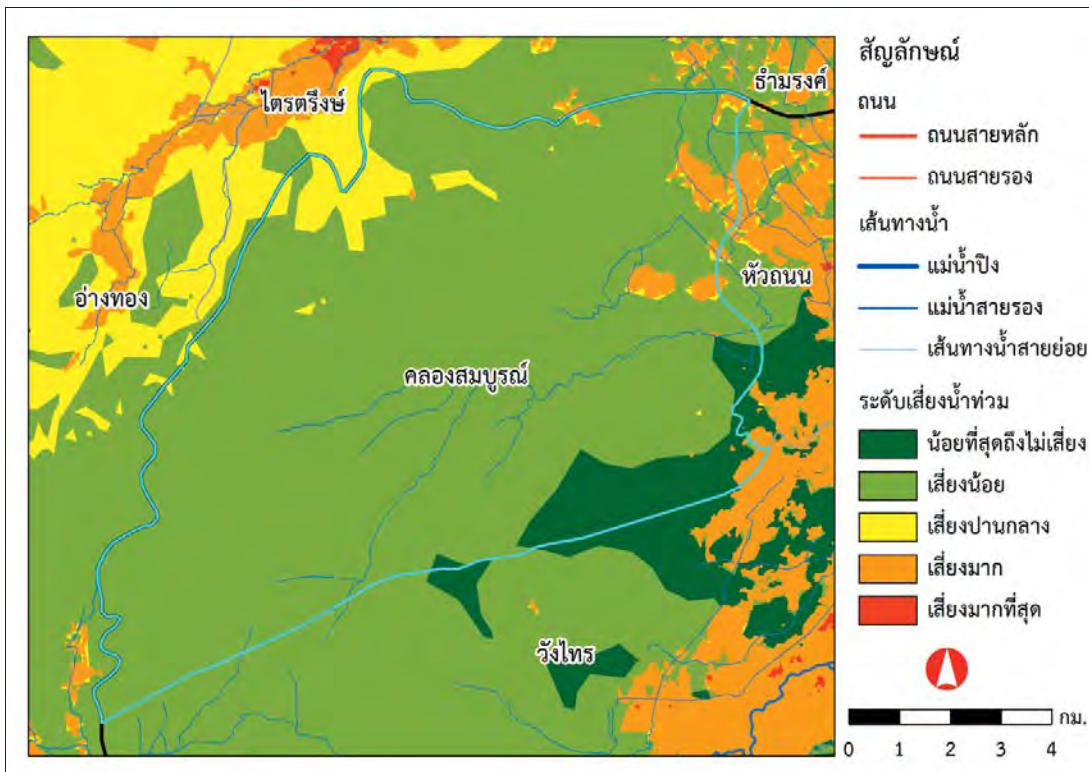 ธำมรงค์
ไตรตรึงษ์
หัวถนน
อ่างทอง
คลองสมบูรณ์
วังไทร
สัญลักษณ์
ถนน
ถนนสายหลัก
ถนนสายรอง
เส้นทางน้ำ
แม่น้ำปิง
แม่น้ำสายรอง
เส้นทางน้ำสายย่อย
ระดับเสี่ยงน้ำท่วม
น้อยที่สุดถึงไม่เสี่ยง
เสี่ยงน้อย
เสี่ยงปานกลาง
เสี่ยงมาก
เสี่ยงมากที่สุด
กม.
0 1 2 3 4